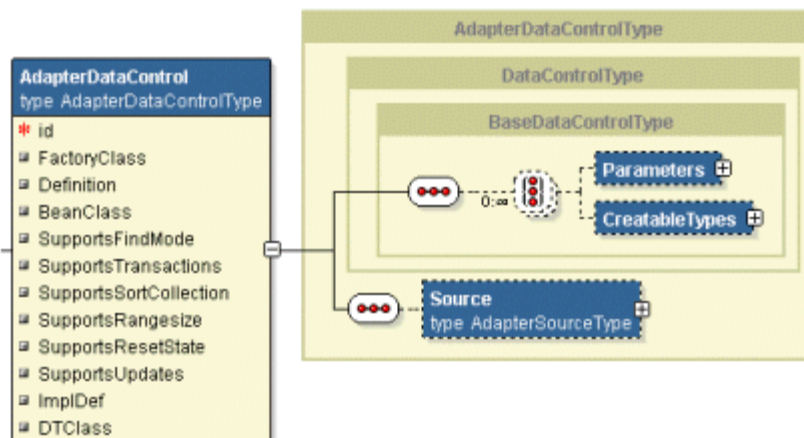 AdapterDataControl
type AdapterDataControlType
* id
FactoryClass
Definition
BeanClass
SupportsFindMode
SupportsTransactions
SupportsSortCollection
SupportsRangesize
SupportsResetState
SupportsUpdates
ImplDef
DTClass
AdapterDataControlType
DataControlType
BaseDataControlType
0:∞
Parameters
CreatableTypes
Source
type AdapterSourceType